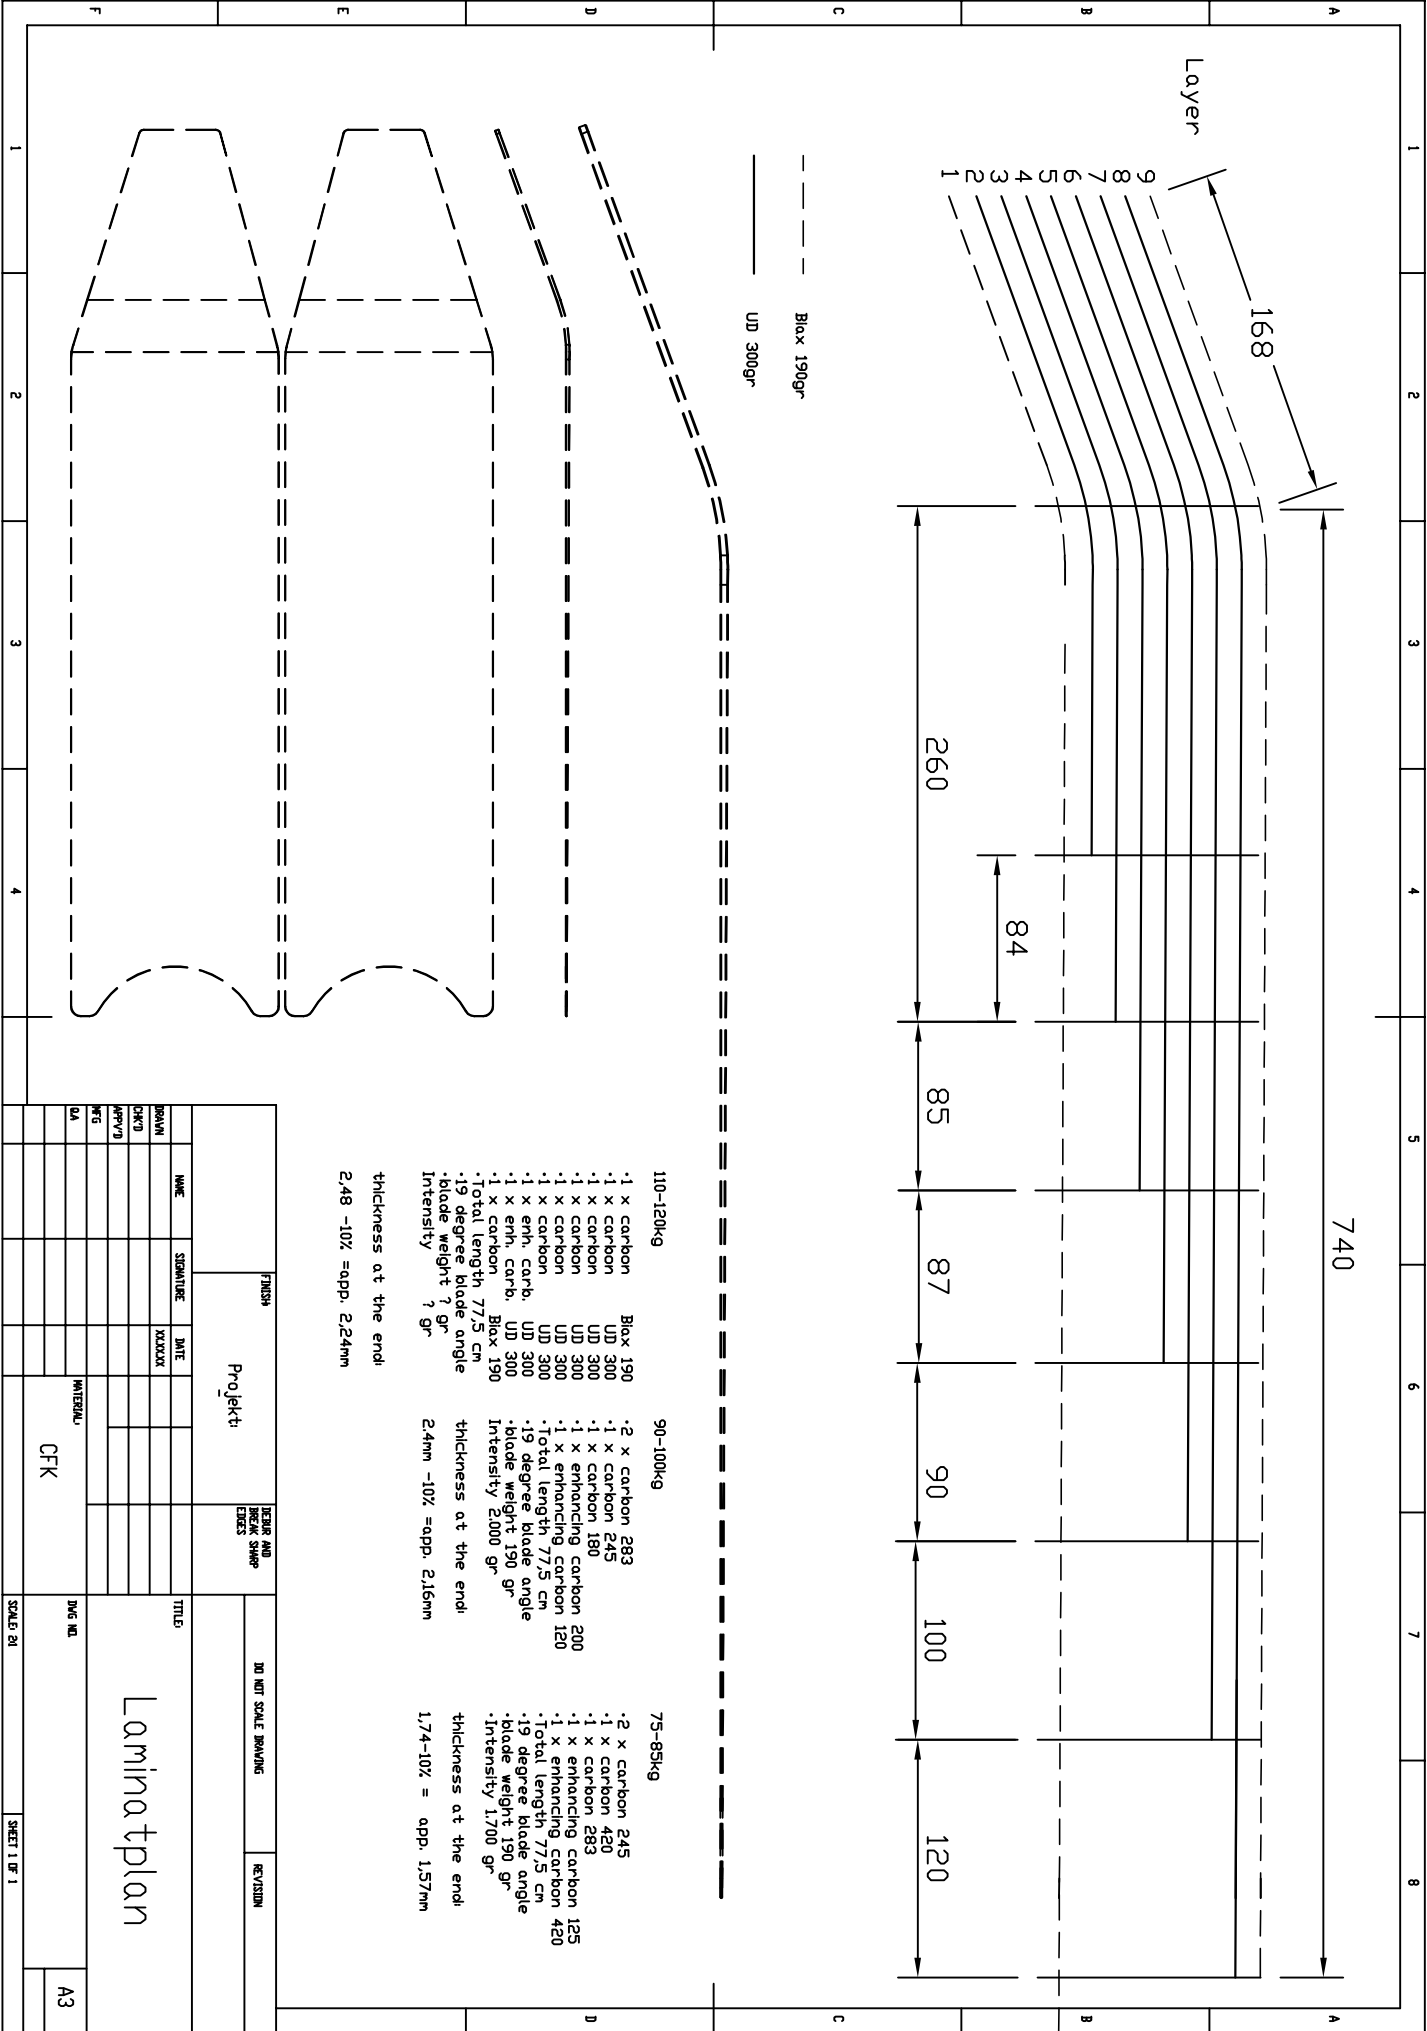 A
B
C
D
E
F
1
2
3
4
5
6
7
8
Layer
9
8
7
6
5
4
3
2
1
168
740
260
84
85
87
90
100
120
Biax 190gr
UD 300gr
110-120kg
·1 x carbon Biax 190
·1 x carbon UD 300
·1 x carbon UD 300
·1 x carbon UD 300
·1 x carbon UD 300
·1 x carbon UD 300
·1 x enh. carb. UD 300
·1 x enh. carb. UD 300
·1 x carbon Biax 190
·Total length 77,5 cm
·19 degree blade angle
·blade weight ? gr
Intensity ? gr
thickness at the end:
2,48 -10% =app. 2,24mm
90-100kg
·2 x carbon 283
·1 x carbon 245
·1 x carbon 180
·1 x enhancing carbon 200
·1 x enhancing carbon 120
·Total length 77,5 cm
·19 degree blade angle
·blade weight 190 gr
Intensity 2.000 gr
thickness at the end:
2.4mm -10% =app. 2,16mm
75-85kg
·2 x carbon 245
·1 x carbon 420
·1 x carbon 283
·1 x enhancing carbon 125
·1 x enhancing carbon 420
·Total length 77,5 cm
·19 degree blade angle
·blade weight 190 gr
·Intensity 1.700 gr
thickness at the end:
1,74-10% = app. 1,57mm
FINISH:
Projekt:
DEBUR AND
BREAK SHARP
EDGES
DO NOT SCALE DRAWING
REVISION
NAME
SIGNATURE
DATE
TITLE:
DRAWN
XX.XX.XX
CHK'D
APPV'D
MFG
Q.A
Laminatplan
MATERIAL:
CFK
DWG NO.
A3
SCALE: 2:1
SHEET 1 OF 1
1
2
3
4
A
B
C
D